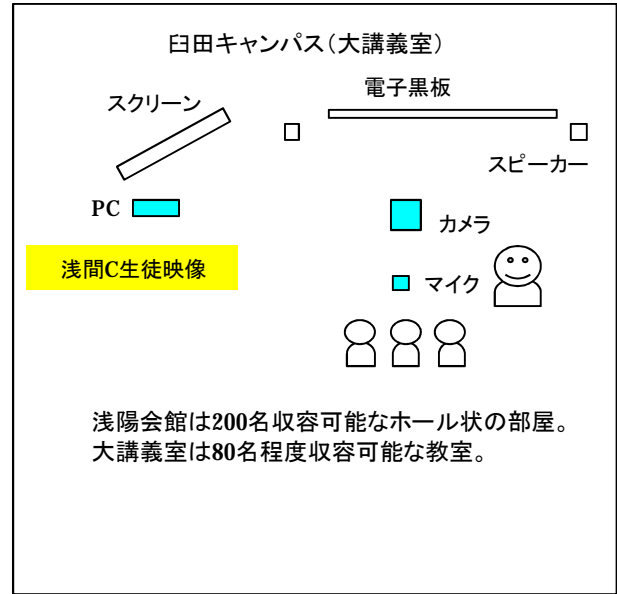 臼田キャンパス(大講義室)
電子黒板
スクリーン
スピーカー
PC
カメラ
浅間C生徒映像
マイク
浅陽会館は200名収容可能なホール状の部屋。
大講義室は80名程度収容可能な教室。